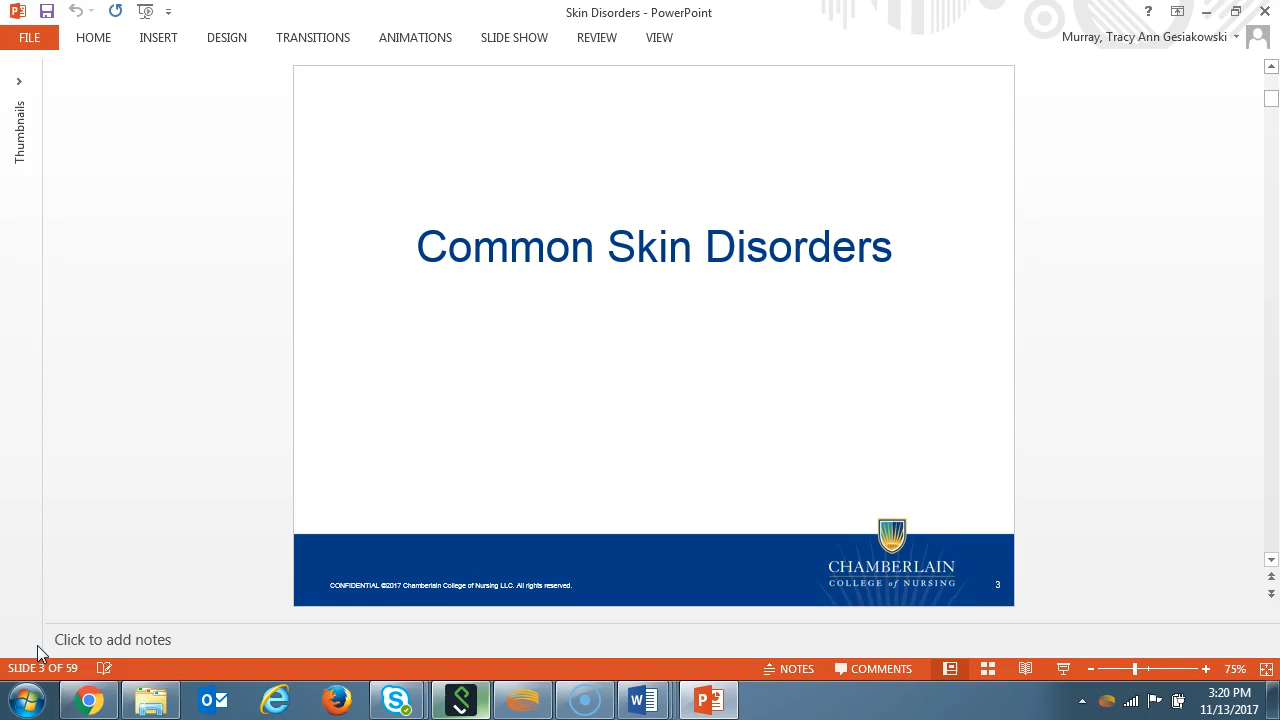 Skin Disorders - PowerPoint
?
FILE
HOME
INSERT
DESIGN
TRANSITIONS
ANIMATIONS
SLIDE SHOW
REVIEW
VIEW
Murray, Tracy Ann Gesiakowski
Thumbnails
Common Skin Disorders
CHAMBERLAIN
COLLEGE of NURSING
CONFIDENTIAL ©2017 Chamberlain College of Nursing LLC. All rights reserved.
3
Click to add notes
SLIDE 3 OF 59
NOTES
COMMENTS
75%
3:20 PM
11/13/2017